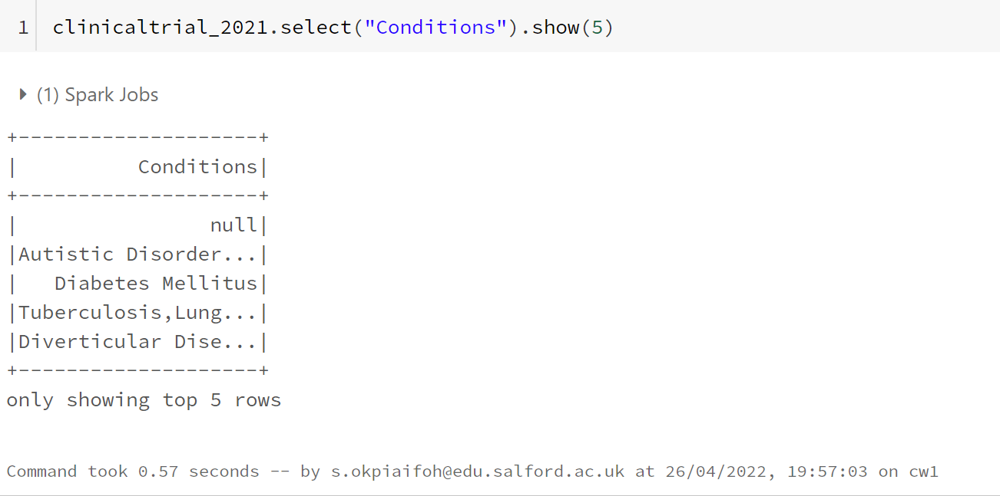 1 clinicaltrial_2021.select("Conditions").show(5)
(1) Spark Jobs
+--------------------+
|          Conditions|
+--------------------+
|                null|
|Autistic Disorder...|
|   Diabetes Mellitus|
|Tuberculosis,Lung...|
|Diverticular Dise...|
+--------------------+
only showing top 5 rows
Command took 0.57 seconds -- by s.okpiaifoh@edu.salford.ac.uk at 26/04/2022, 19:57:03 on cw1